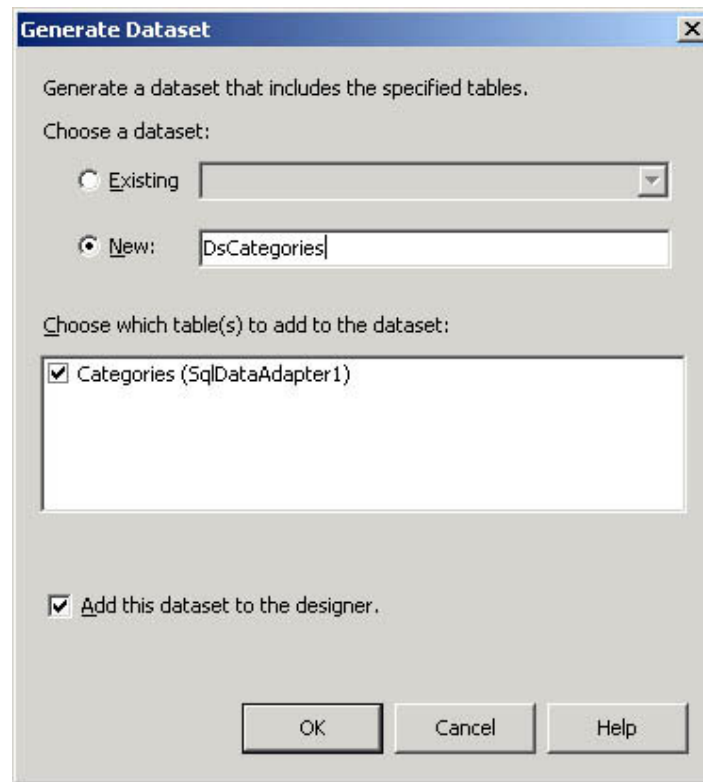 Generate Dataset
Generate a dataset that includes the specified tables.
Choose a dataset:
Existing
New: DsCategories
Choose which table(s) to add to the dataset:
Categories (SqlDataAdapter1)
Add this dataset to the designer.
OK Cancel Help